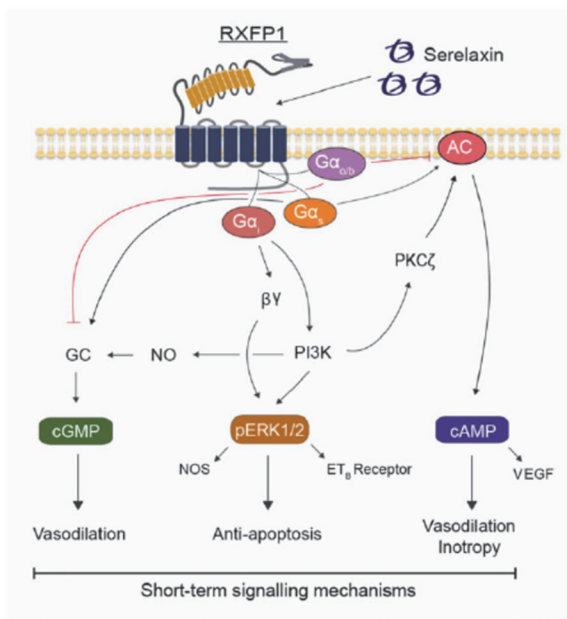 RXFP1
Serelaxin
AC
Gαo/b
Gαi
Gαs
PKCζ
βγ
GC
NO
PI3K
cGMP
pERK1/2
cAMP
NOS
ETB Receptor
VEGF
Vasodilation
Anti-apoptosis
Vasodilation
Inotropy
Short-term signalling mechanisms